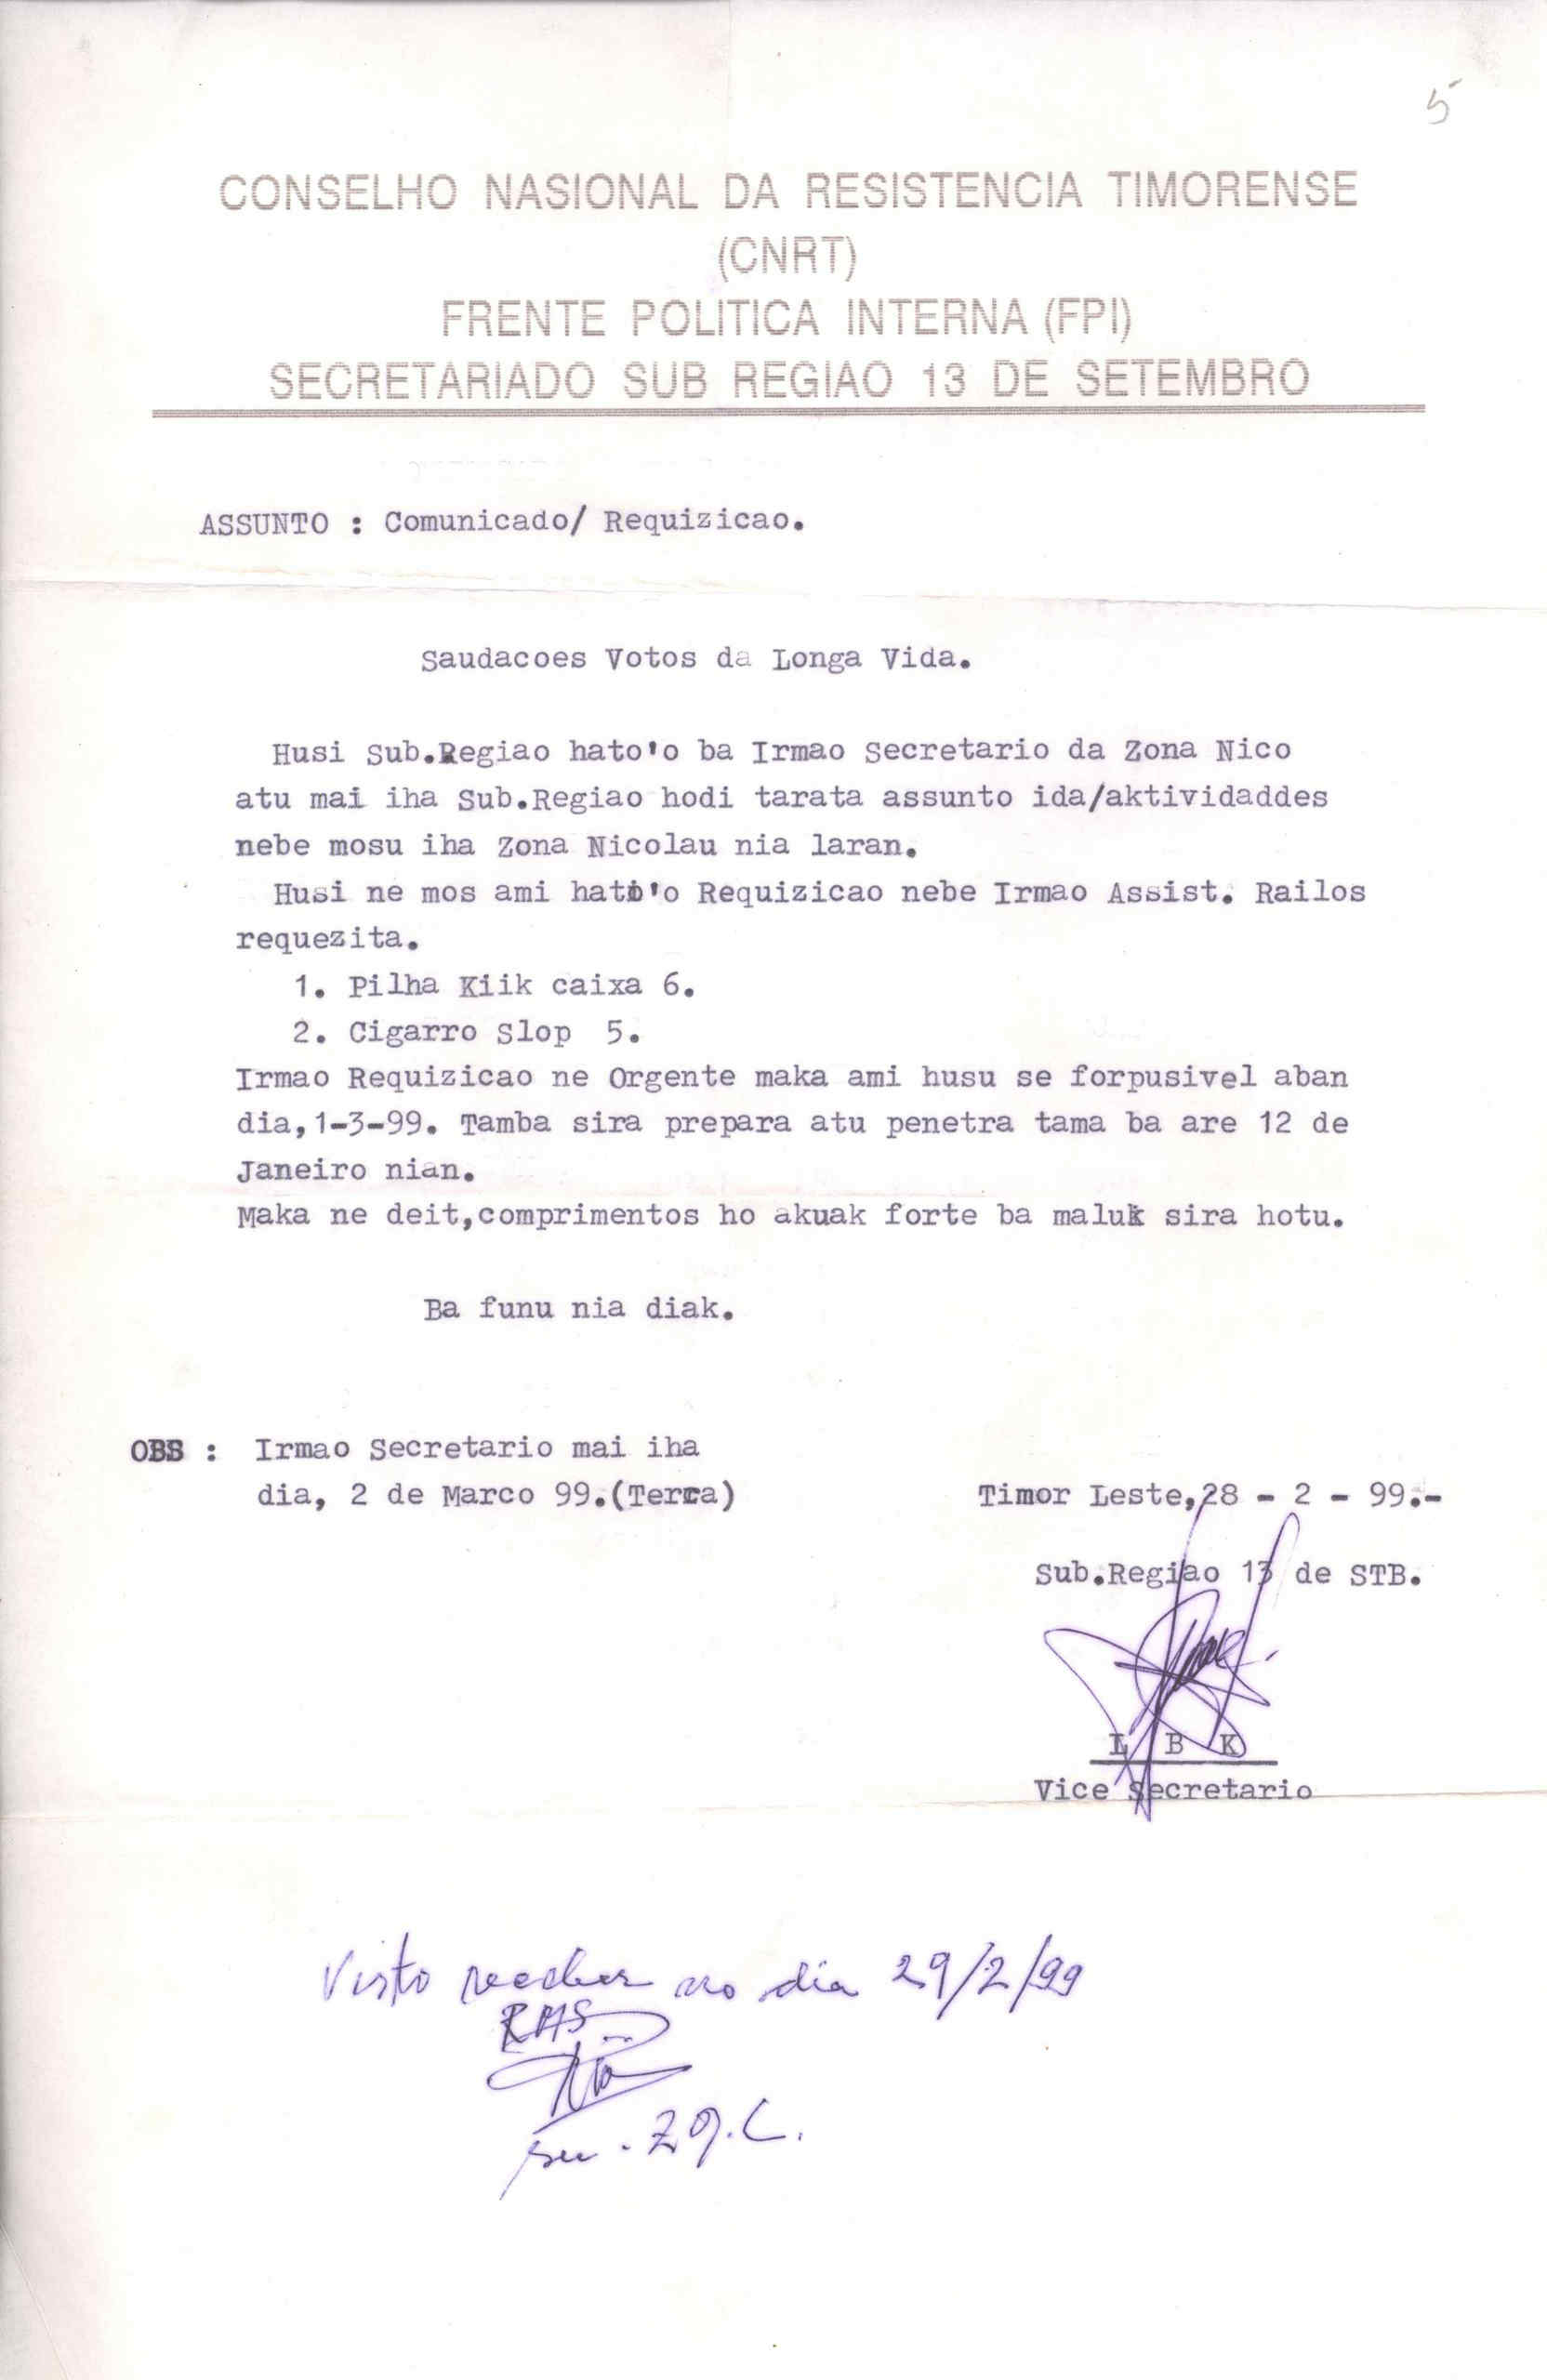 5
CONSELHO NASIONAL DA RESISTENCIA TIMORENSE
(CNRT)
FRENTE POLITICA INTERNA (FPI)
SECRETARIADO SUB REGIAO 13 DE SETEMBRO
ASSUNTO : Comunicado/ Requizicao.
Saudacoes Votos da Longa Vida.
Husi Sub.Regiao hato'o ba Irmao Secretario da Zona Nico
atu mai iha Sub.Regiao hodi tarata assunto ida/aktividaddes
nebe mosu iha Zona Nicolau nia laran.
Husi ne mos ami hato'o Requizicao nebe Irmao Assist. Railos
requezita.
1. Pilha Kiik caixa 6.
2. Cigarro Slop 5.
Irmao Requizicao ne Orgente maka ami husu se forpusivel aban
dia,1-3-99. Tamba sira prepara atu penetra tama ba are 12 de
Janeiro nian.
Maka ne deit,comprimentos ho akuak forte ba maluk sira hotu.
Ba funu nia diak.
OBS : Irmao Secretario mai iha
dia, 2 de Marco 99.(Terca)
Timor Leste,28 - 2 - 99.-
Sub.Regiao 13 de STB.
L B K
Vice Secretario
Visto receber no dia 29/2/99
RAS